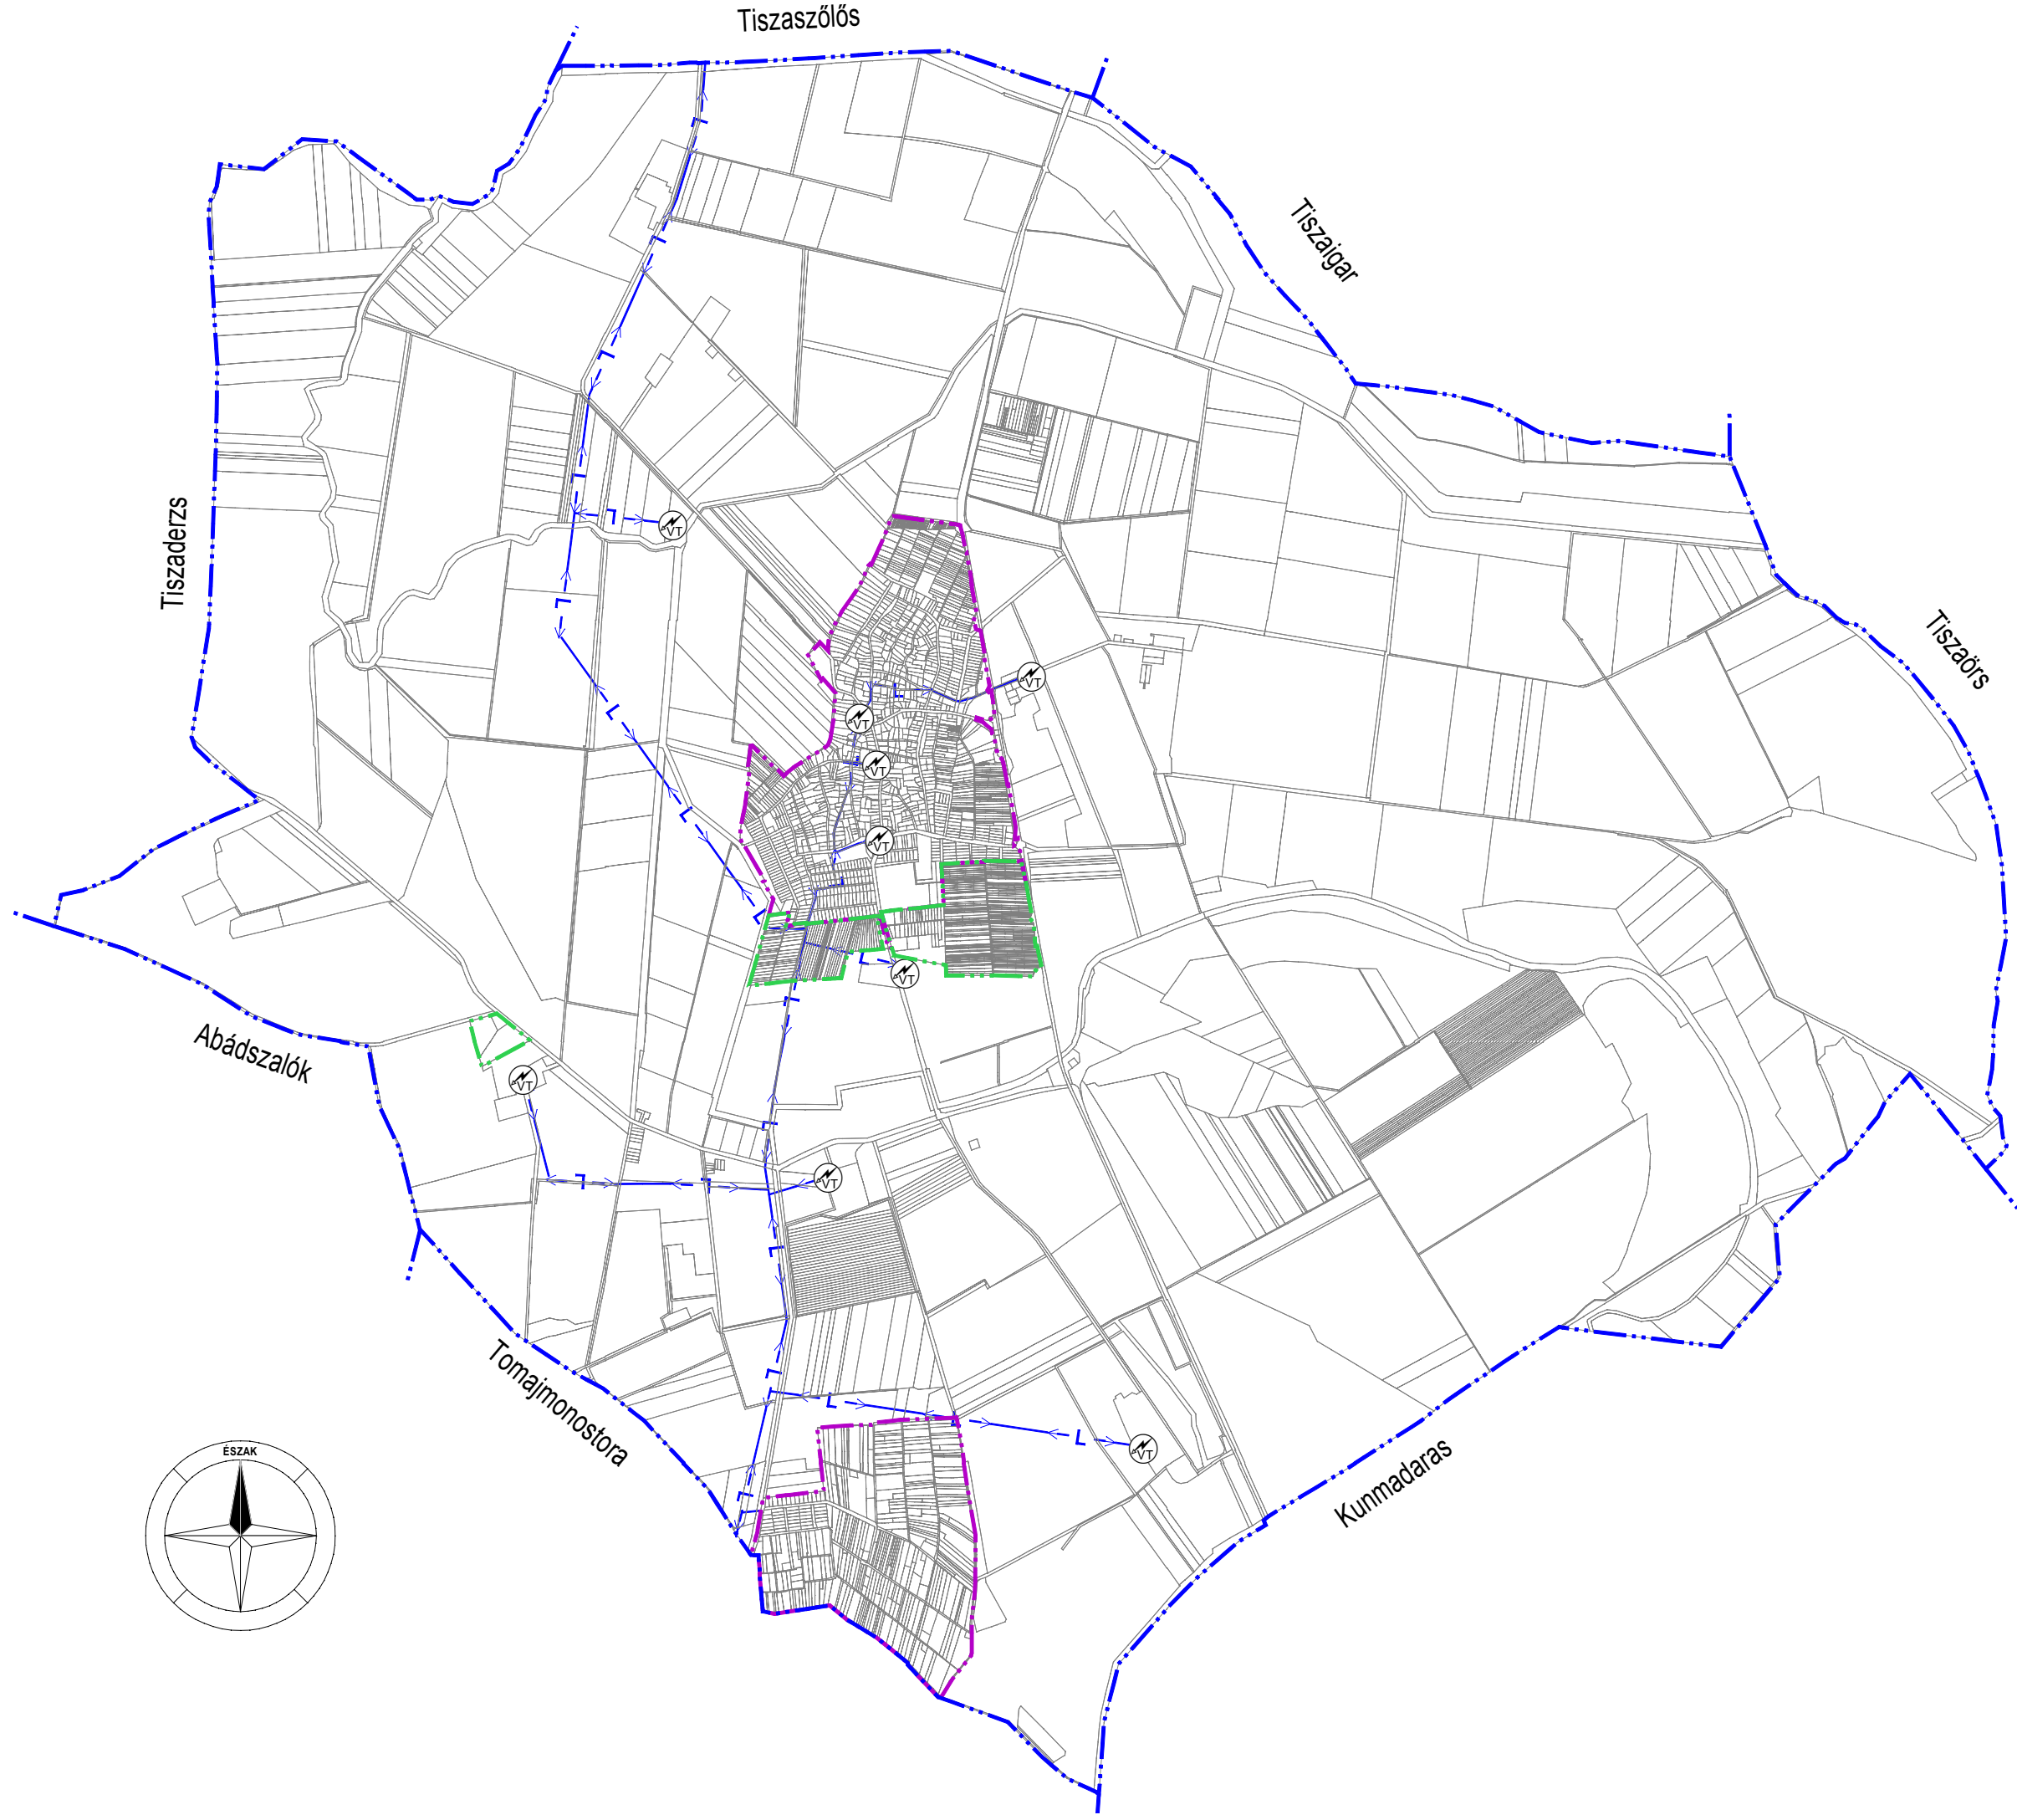 Tiszaszőlős
Tiszaigar
Tiszaderzs
VT
Tiszaörs
VT
VT
VT
VT
VT
Abádszalók
VT
VT
Tomajmonostora
VT
Kunmadaras
ÉSZAK